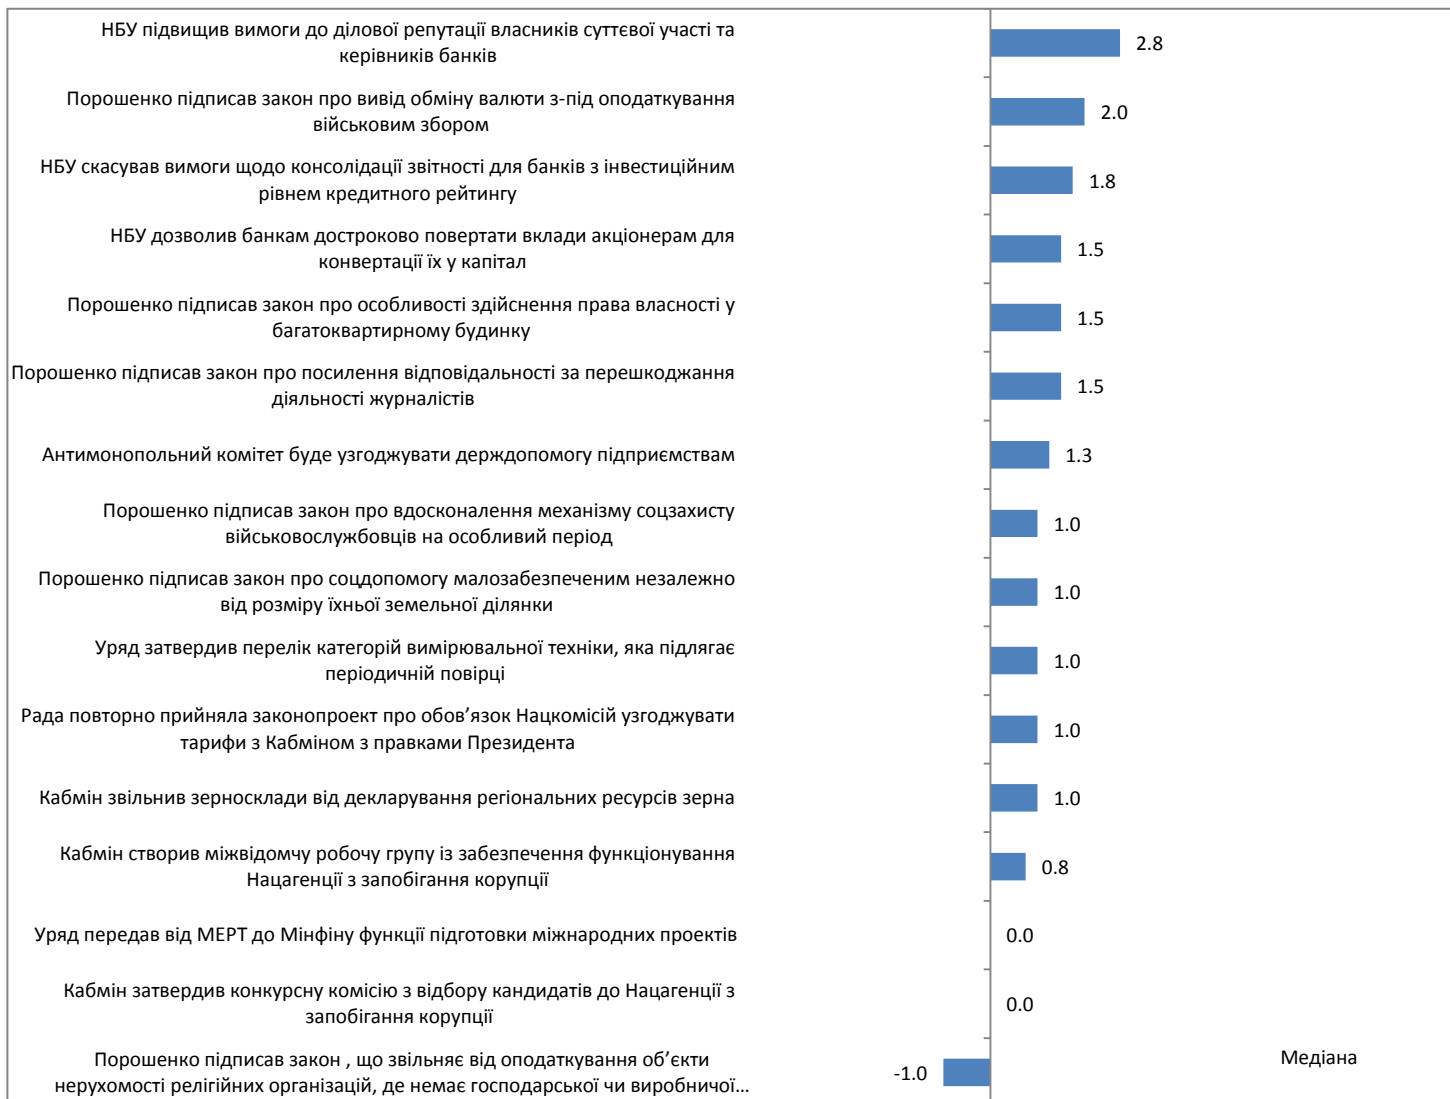 НБУ підвищив вимоги до ділової репутації власників суттєвої участі та
керівників банків
2.8
Порошенко підписав закон про вивід обміну валюти з-під оподаткування
військовим збором
2.0
НБУ скасував вимоги щодо консолідації звітності для банків з інвестиційним
рівнем кредитного рейтингу
1.8
НБУ дозволив банкам достроково повертати вклади акціонерам для
конвертації їх у капітал
1.5
Порошенко підписав закон про особливості здійснення права власності у
багатоквартирному будинку
1.5
Порошенко підписав закон про посилення відповідальності за перешкоджання
діяльності журналістів
1.5
Антимонопольний комітет буде узгоджувати держдопомогу підприємствам
1.3
Порошенко підписав закон про вдосконалення механізму соцзахисту
військовослужбовців на особливий період
1.0
Порошенко підписав закон про соцдопомогу малозабезпеченим незалежно
від розміру їхньої земельної ділянки
1.0
Уряд затвердив перелік категорій вимірювальної техніки, яка підлягає
періодичній повірці
1.0
Рада повторно прийняла законопроект про обов’язок Нацкомісій узгоджувати
тарифи з Кабміном з правками Президента
1.0
Кабмін звільнив зерносклади від декларування регіональних ресурсів зерна
1.0
Кабмін створив міжвідомчу робочу групу із забезпечення функціонування
Нацагенції з запобігання корупції
0.8
Уряд передав від МЕРТ до Мінфіну функції підготовки міжнародних проектів
0.0
Кабмін затвердив конкурсну комісію з відбору кандидатів до Нацагенції з
запобігання корупції
0.0
Порошенко підписав закон , що звільняє від оподаткування об’єкти
нерухомості релігійних організацій, де немає господарської чи виробничої…
-1.0
Медіана